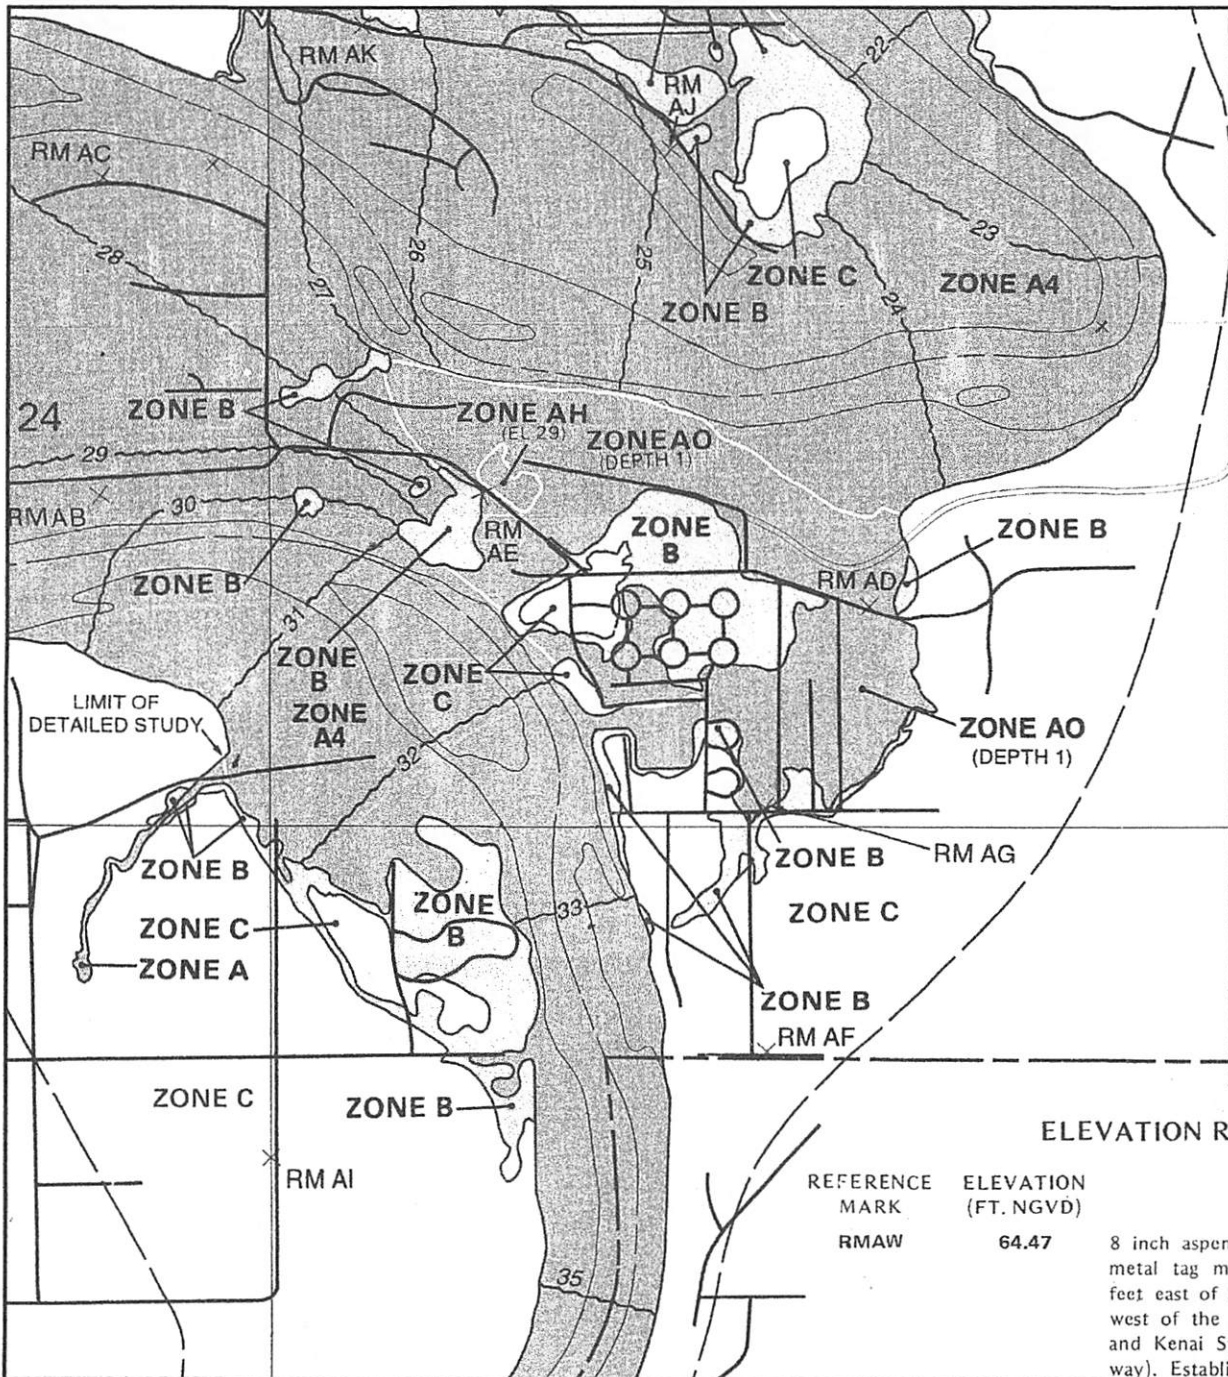 RM AK
22
RM
AJ
RM AC
23
26
25
28
ZONE C
ZONE A4
27
ZONE B
24
24
ZONE B
ZONE AH
(EL 29)
ZONE AO
(DEPTH 1)
29
30
RM AB
RM
AE
ZONE
B
ZONE B
ZONE B
RM AD
31
ZONE
B
ZONE
C
ZONE
A4
LIMIT OF
DETAILED STUDY
ZONE AO
(DEPTH 1)
32
ZONE B
ZONE B
RM AG
ZONE
B
33
ZONE C
ZONE C
ZONE A
ZONE B
RM AF
ZONE C
ZONE B
ELEVATION R
RM AI
REFERENCE
MARK
ELEVATION
(FT. NGVD)
RMAW
64.47
8 inch aspen
metal tag m
feet east of
west of the
and Kenai S
way). Establi
35